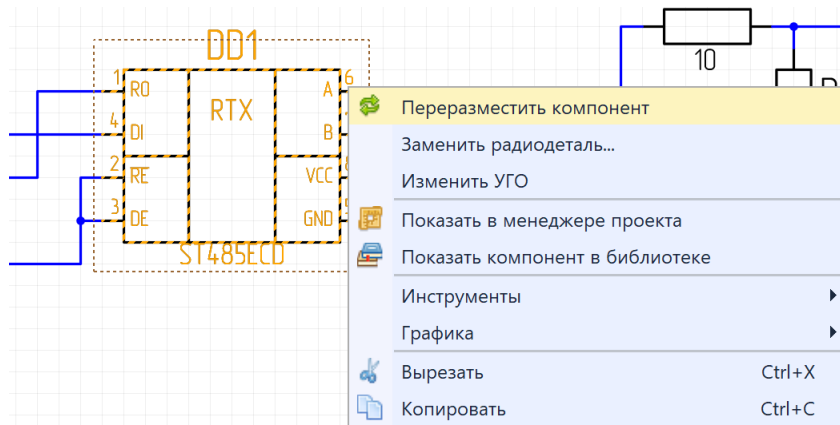 DD1
1 RO
4 DI
2 RE
3 DE
RTX
A 6
B
VCC
GND
ST485ECD
10
Переразместить компонент
Заменить радиодеталь...
Изменить УГО
Показать в менеджере проекта
Показать компонент в библиотеке
Инструменты
Графика
Вырезать Ctrl+X
Копировать Ctrl+C